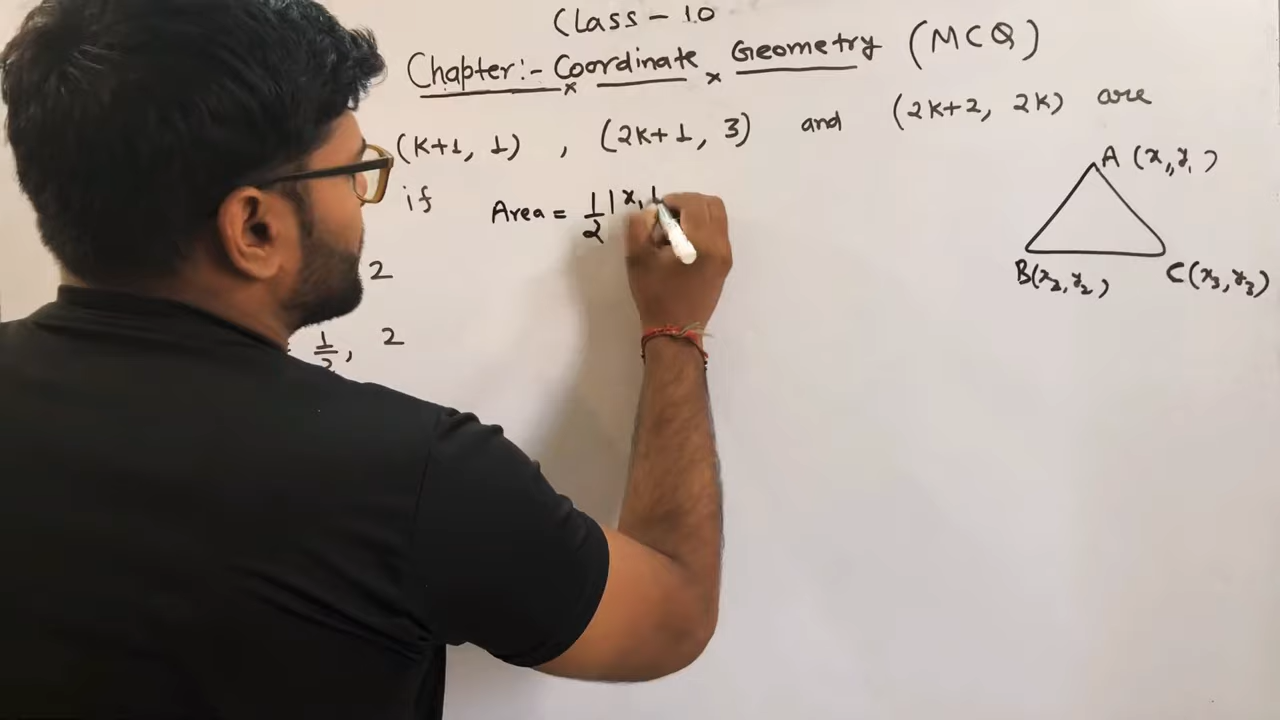 Class - 10
Chapter:- Coordinate Geometry (MCQ)
(K+1, 1) , (2K+1, 3) and (2K+2, 2K) are
if Area = 1/2 | x₁
A (x₁, y₁)
B(x₂, y₂) C(x₃, y₃)
2
1/2, 2